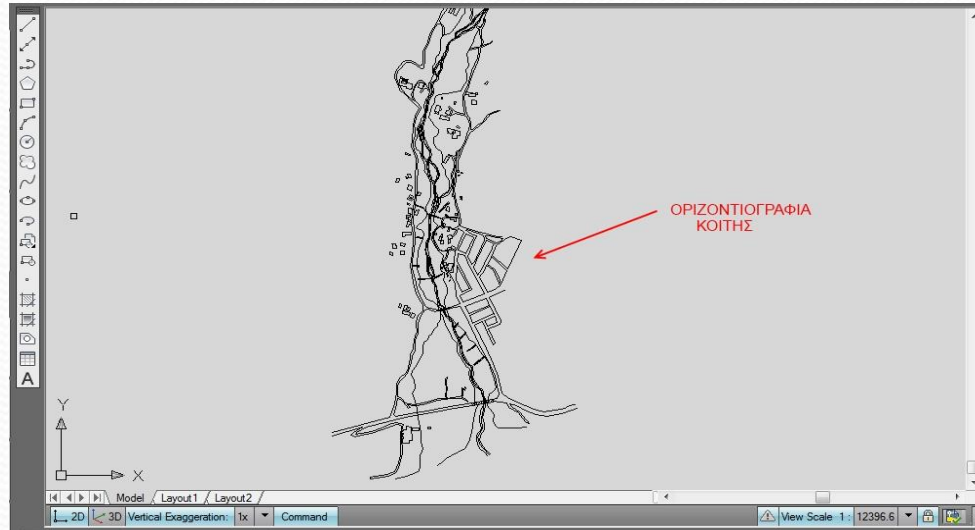 ΟΡΙΖΟΝΤΙΟΓΡΑΦΙΑ
ΚΟΙΤΗΣ
A
Y
X
Model Layout1 Layout2
2D 3D Vertical Exaggeration: 1x Command View Scale 1 : 12396.6